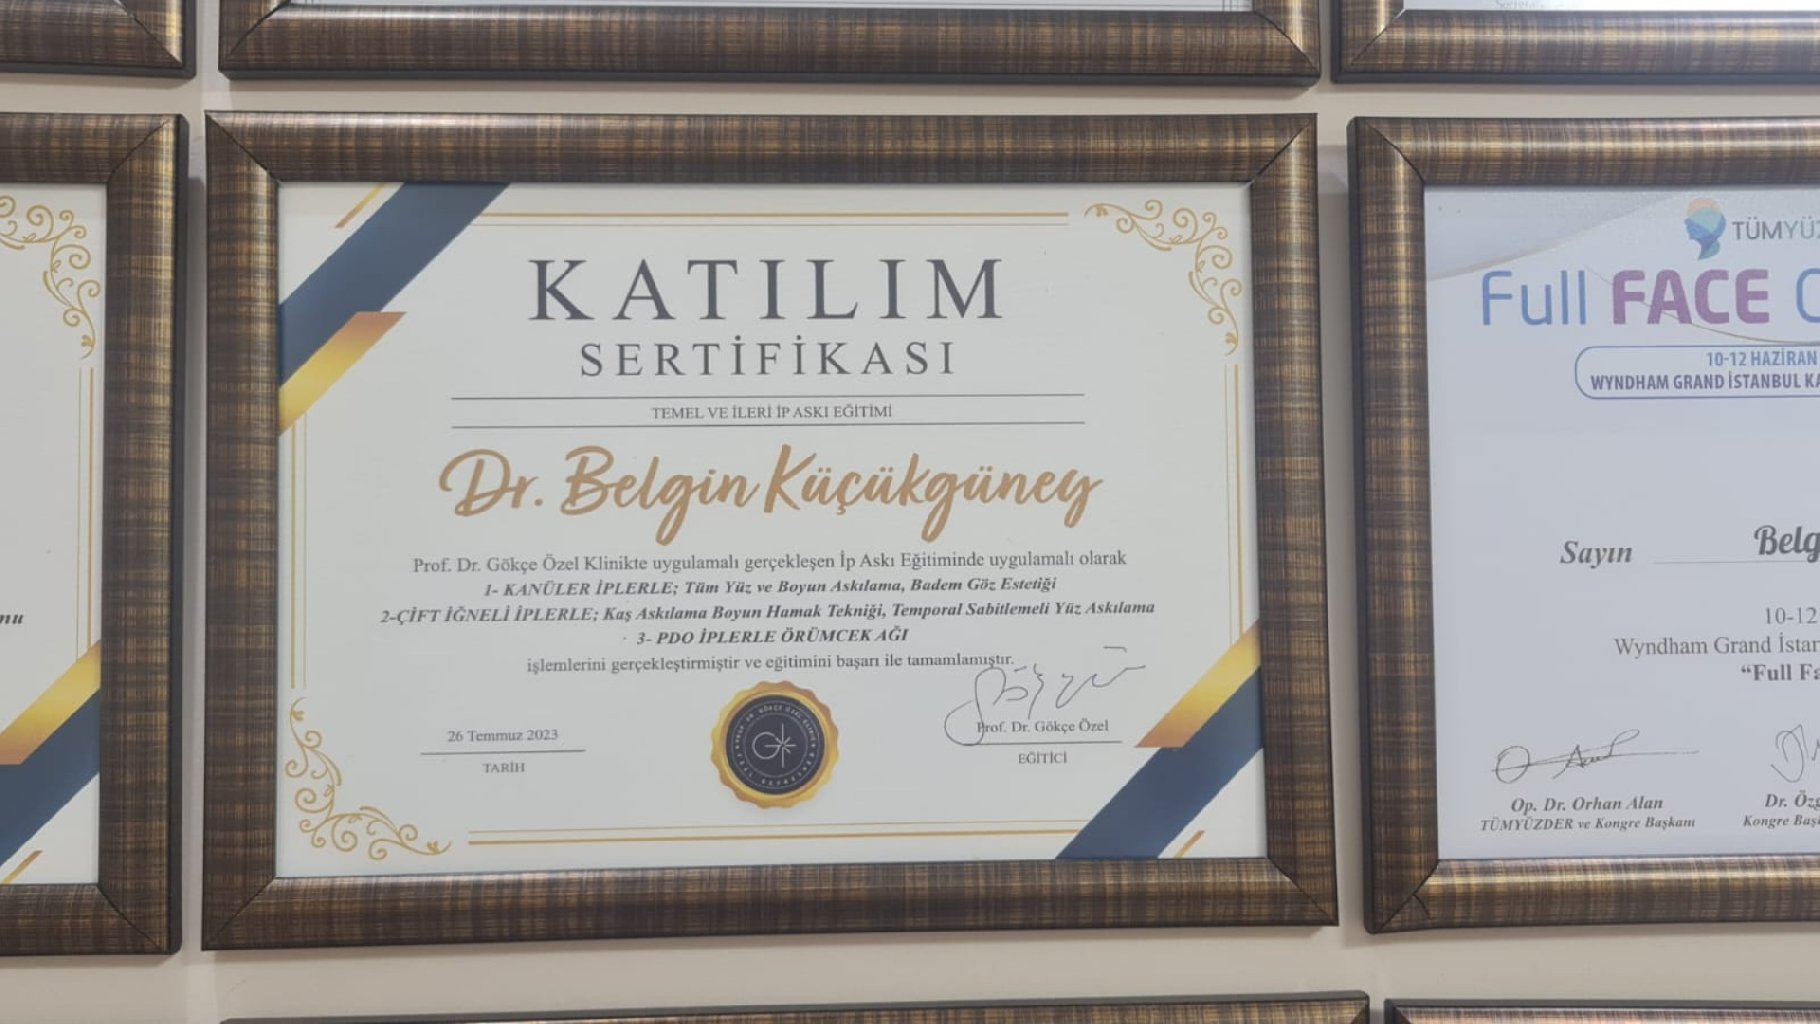 KATILIM
SERTİFİKASI
TEMEL VE İLERİ İP ASKI EĞİTİMİ
Dr. Belgin Küçükgüney
Prof. Dr. Gökçe Özel Klinikte uygulamalı gerçekleşen İp Askı Eğitiminde uygulamalı olarak
1- KANÜLER İPLERLE; Tüm Yüz ve Boyun Askılama, Badem Göz Estetiği
2-ÇİFT İĞNELİ İPLERLE; Kaş Askılama Boyun Hamak Tekniği, Temporal Sabitlemeli Yüz Askılama
3- PDO İPLERLE ÖRÜMCEK AĞI
işlemlerini gerçekleştirmiştir ve eğitimini başarı ile tamamlamıştır.
26 Temmuz 2023
TARİH
Prof. Dr. Gökçe Özel
EĞİTİCİ
TÜMYÜZ
Full FACE
10-12 HAZİRAN
WYNDHAM GRAND İSTANBUL KA
Sayın Belg
10-12
Wyndham Grand İstan
“Full Fa
Op. Dr. Orhan Alan
TÜMYÜZDER ve Kongre Başkanı
Dr. Özg
Kongre Başk